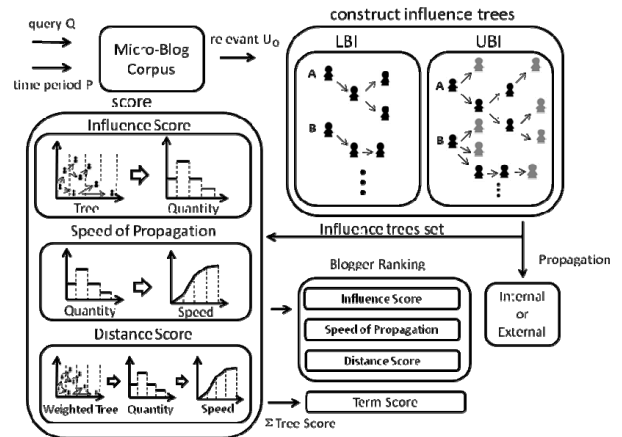 query Q
time period P
Micro-Blog
Corpus
relevant U₀
construct influence trees
LBI
UBI
A
B
A
B
score
Influence Score
Tree
Quantity
Speed of Propagation
Quantity
Speed
Distance Score
Weighted Tree
Quantity
Speed
Influence trees set
Propagation
Internal
or
External
Blogger Ranking
Influence Score
Speed of Propagation
Distance Score
Term Score
Σ Tree Score